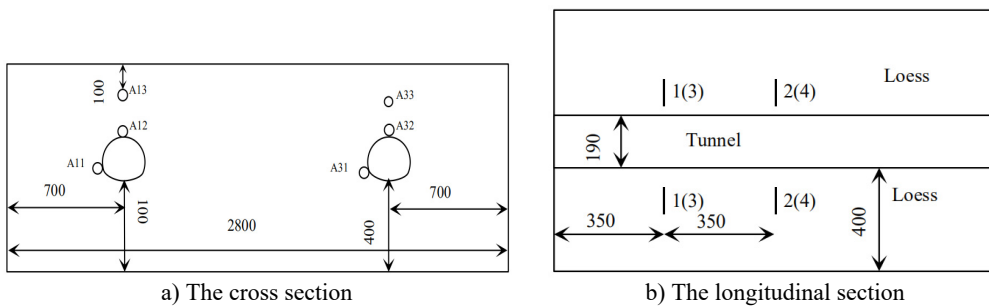 100
A13
A33
A12
A32
A11
A31
700
700
100
400
2800
a) The cross section
Loess
1(3)
2(4)
Tunnel
190
1(3)
2(4)
Loess
350
350
400
b) The longitudinal section